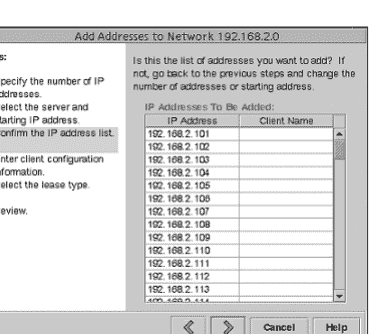 Add Addresses to Network 192.168.2.0
s:
pecify the number of IP
ddresses.
elect the server and
tarting IP address.
onfirm the IP address list.
nter client configuration
formation.
elect the lease type.
eview.
Is this the list of addresses you want to add? If
not, go back to the previous steps and change the
number of addresses or starting address.
IP Addresses To Be Added:
IP Address Client Name
192.168.2.101
192.168.2.102
192.168.2.103
192.168.2.104
192.168.2.105
192.168.2.106
192.168.2.107
192.168.2.108
192.168.2.109
192.168.2.110
192.168.2.111
192.168.2.112
192.168.2.113
192.168.2.114
Cancel Help